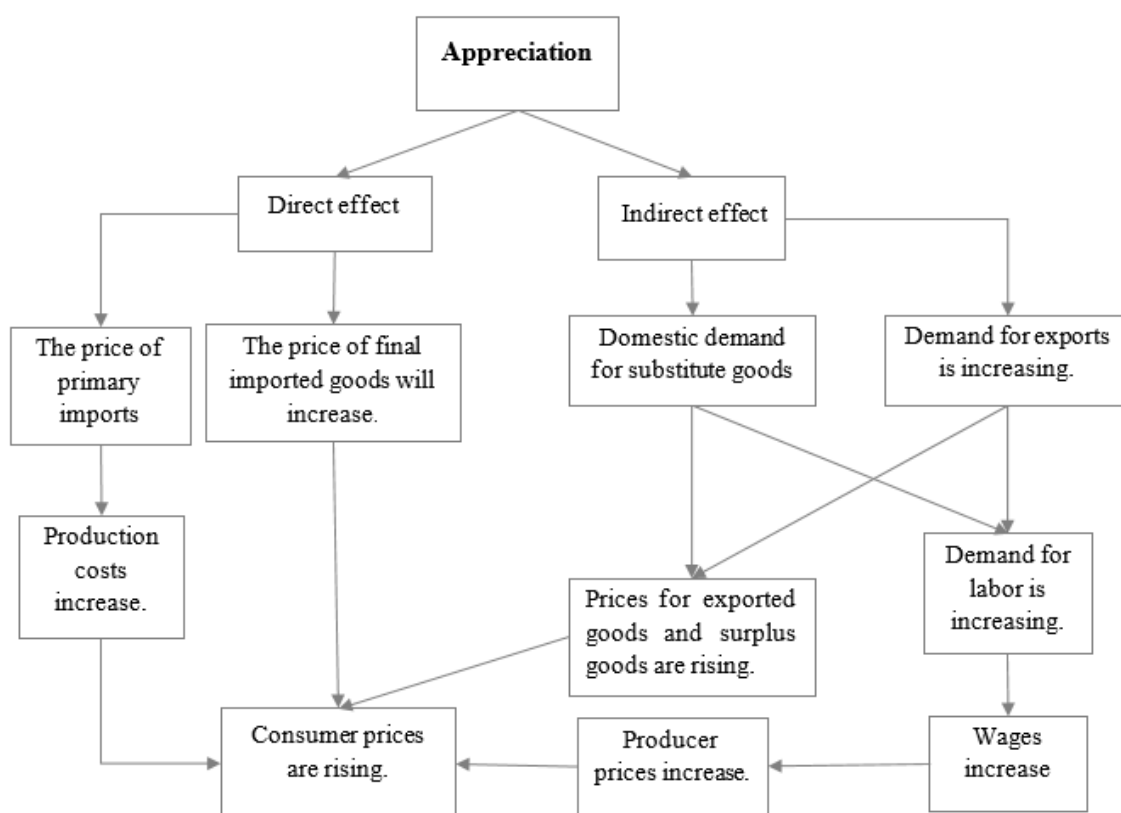 Appreciation
Direct effect
Indirect effect
The price of
primary
imports
The price of final
imported goods will
increase.
Domestic demand
for substitute goods
Demand for exports
is increasing.
Production
costs
increase.
Prices for exported
goods and surplus
goods are rising.
Demand for
labor is
increasing.
Consumer prices
are rising.
Producer
prices increase.
Wages
increase